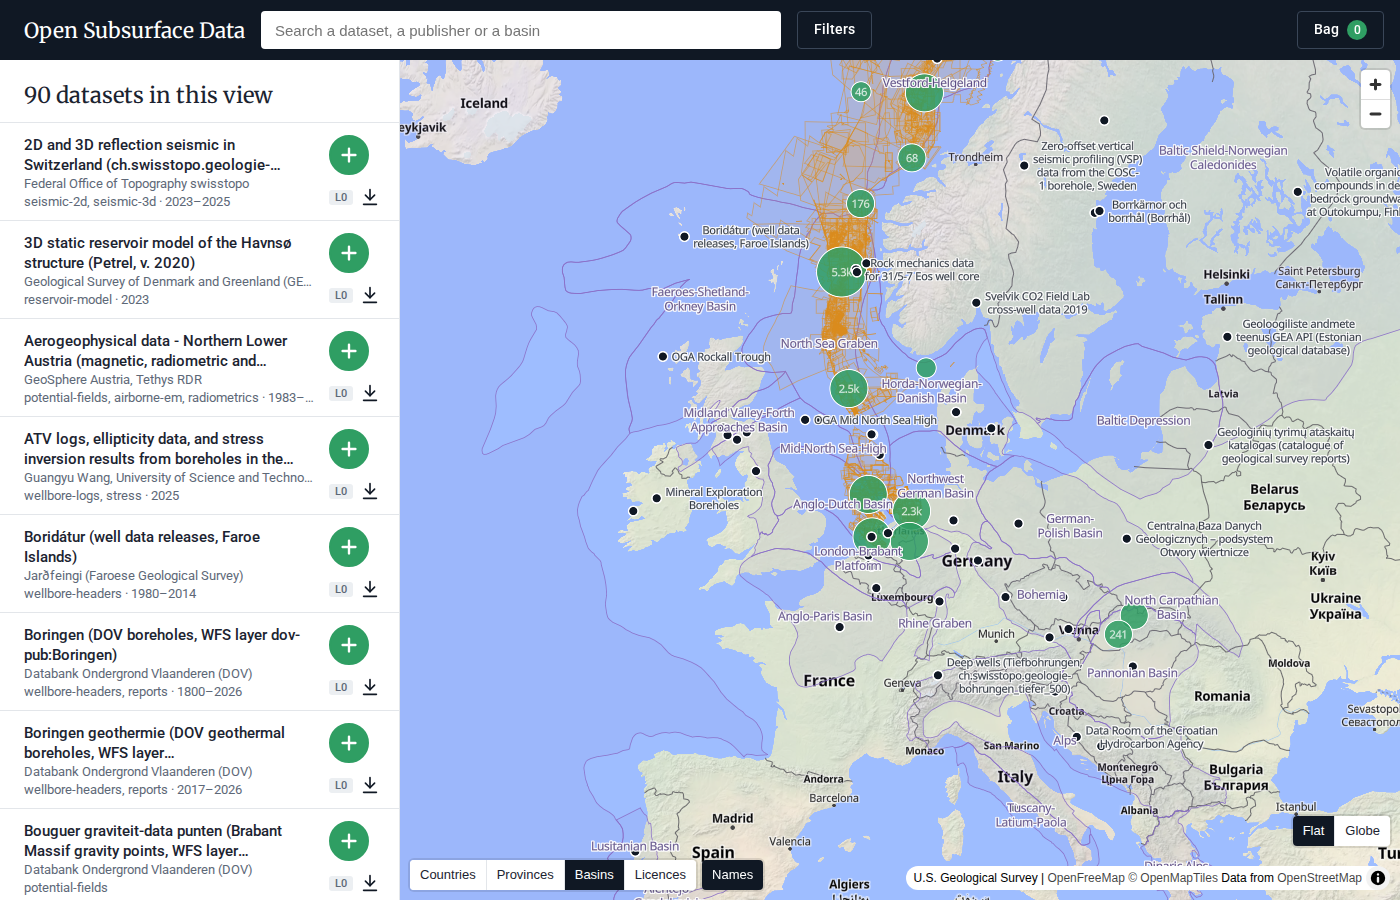 Open Subsurface Data
Search a dataset, a publisher or a basin
Filters
Bag 0
90 datasets in this view
2D and 3D reflection seismic in
Switzerland (ch.swisstopo.geologie-…
Federal Office of Topography swisstopo
seismic-2d, seismic-3d · 2023–2025
L0
3D static reservoir model of the Havnsø
structure (Petrel, v. 2020)
Geological Survey of Denmark and Greenland (GE…
reservoir-model · 2023
L0
Aerogeophysical data - Northern Lower
Austria (magnetic, radiometric and…
GeoSphere Austria, Tethys RDR
potential-fields, airborne-em, radiometrics · 1983–…
L0
ATV logs, ellipticity data, and stress
inversion results from boreholes in the…
Guangyu Wang, University of Science and Techno…
wellbore-logs, stress · 2025
L0
Boridátur (well data releases, Faroe
Islands)
Jarðfeingi (Faroese Geological Survey)
wellbore-headers · 1980–2014
L0
Boringen (DOV boreholes, WFS layer dov-
pub:Boringen)
Databank Ondergrond Vlaanderen (DOV)
wellbore-headers, reports · 1800–2026
L0
Boringen geothermie (DOV geothermal
boreholes, WFS layer…
Databank Ondergrond Vlaanderen (DOV)
wellbore-headers, reports · 2017–2026
L0
Bouguer graviteit-data punten (Brabant
Massif gravity points, WFS layer…
Databank Ondergrond Vlaanderen (DOV)
potential-fields
L0
Iceland
eykjavik
Vestford-Helgeland
46
68
Trondheim
176
Zero-offset vertical
seismic profiling (VSP)
data from the COSC-
1 borehole, Sweden
Baltic Shield-Norwegian
Caledonides
Volatile organic
compounds in de
bedrock groundwa
at Outokumpu, Fin
Borrkärnor och
borrhål (Borrhål)
Boridátur (well data
releases, Faroe Islands)
5.3k
Rock mechanics data
for 31/5-7 Eos well core
Helsinki
Tallinn
Saint Petersburg
Санкт-Петербург
Faeroes-Shetland-
Orkney Basin
Svelvik CO2 Field Lab
cross-well data 2019
Geoloogiliste andmete
teenus GEA API (Estonian
geological database)
North Sea Graben
OGA Rockall Trough
2.5k
Horda-Norwegian-
Danish Basin
Latvia
Midland Valley-Forth
Approaches Basin
OGA Mid North Sea High
Denmark
Baltic Depression
Mid-North Sea High
Geologinių tyrimų ataskaitų
katalogas (catalogue of
geological survey reports)
Mineral Exploration
Boreholes
Anglo-Dutch Basin
Northwest
German Basin
2.3k
Belarus
Беларусь
German-
Polish Basin
Centralna Baza Danych
Geologicznych – podsystem
Otwory wiertnicze
London-Brabant
Platform
Germany
Kyiv
Київ
Luxembourg
Bohemia
North Carpathian
Basin
Ukraine
Україна
Anglo-Paris Basin
Rhine Graben
Munich
Vienna
241
Deep wells (Tiefbohrungen,
ch.swisstopo.geologie-
bohrungen_tiefer_500)
France
Geneva
Pannonian Basin
Moldova
Romania
Croatia
Sevastopo
Севастопол
Alps
Data Room of the Croatian
Hydrocarbon Agency
Monaco
San Marino
Italy
Montenegro
Црна Гора
Bulgaria
България
Andorra
Barcelona
Tuscany-
Latium-Paola
Albania
Istanbul
Madrid
Valencia
Lusitanian Basin
Spain
Algiers
Dinaric Alps
Tur
Flat
Globe
Countries
Provinces
Basins
Licences
Names
U.S. Geological Survey | OpenFreeMap © OpenMapTiles Data from OpenStreetMap